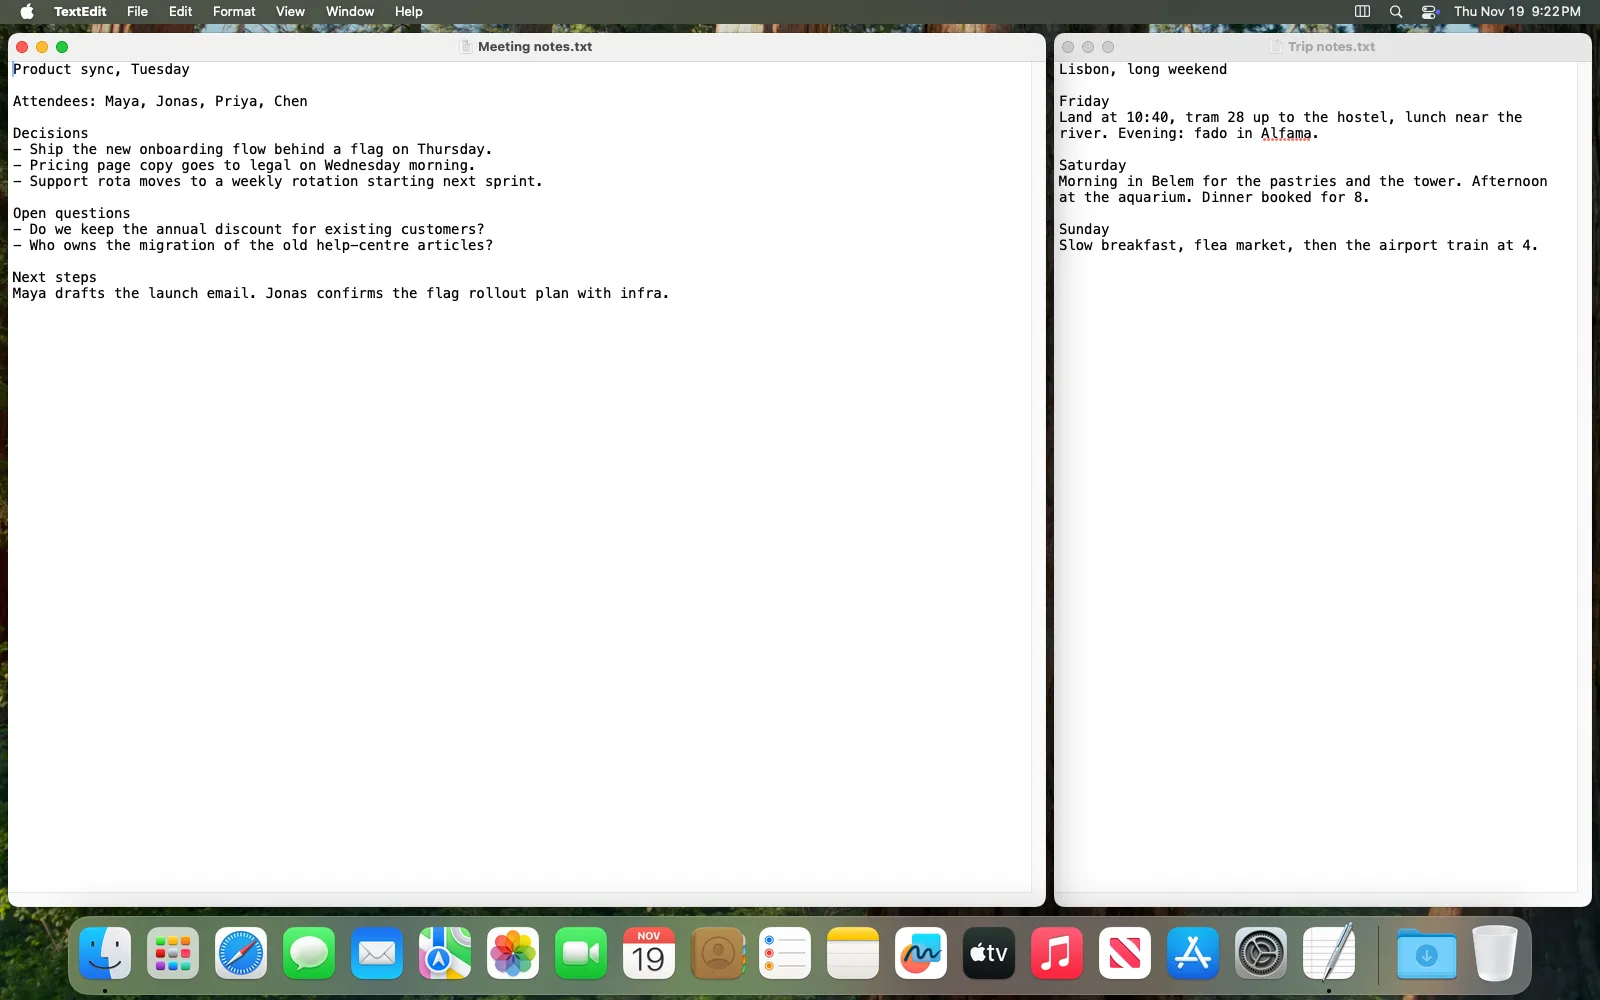 TextEdit File Edit Format View Window Help Thu Nov 19 9:22 PM
Meeting notes.txt
Product sync, Tuesday
Attendees: Maya, Jonas, Priya, Chen
Decisions
- Ship the new onboarding flow behind a flag on Thursday.
- Pricing page copy goes to legal on Wednesday morning.
- Support rota moves to a weekly rotation starting next sprint.
Open questions
- Do we keep the annual discount for existing customers?
- Who owns the migration of the old help-centre articles?
Next steps
Maya drafts the launch email. Jonas confirms the flag rollout plan with infra.
Trip notes.txt
Lisbon, long weekend
Friday
Land at 10:40, tram 28 up to the hostel, lunch near the
river. Evening: fado in Alfama.
Saturday
Morning in Belem for the pastries and the tower. Afternoon
at the aquarium. Dinner booked for 8.
Sunday
Slow breakfast, flea market, then the airport train at 4.
NOV
19
tv